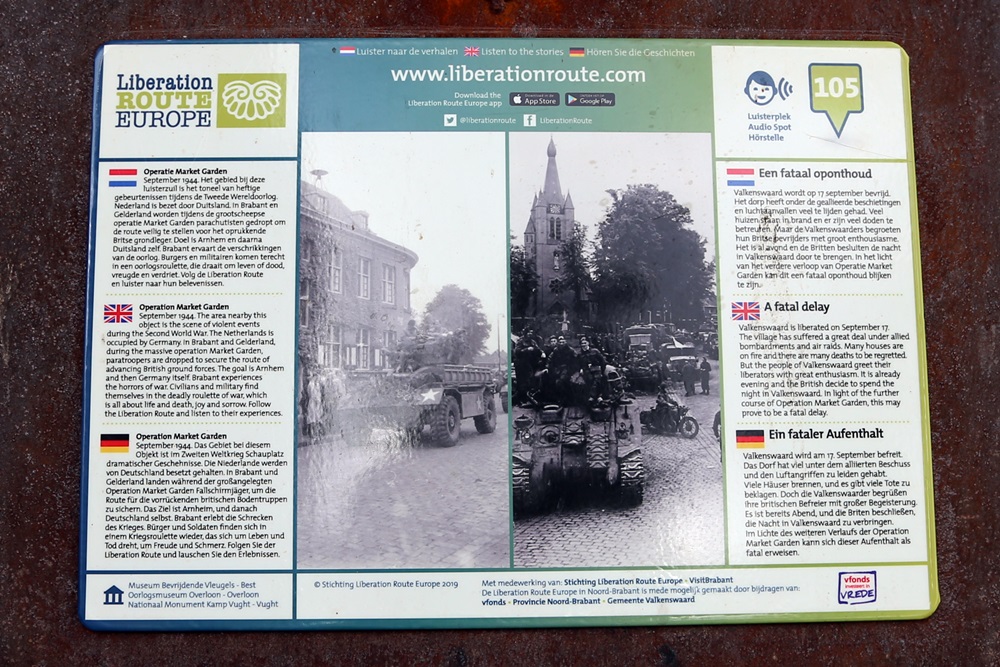 Liberation
ROUTE
EUROPE
Luister naar de verhalen Listen to the stories Hören Sie die Geschichten
www.liberationroute.com
Download the
Liberation Route Europe app
App Store
Google Play
@liberationroute LiberationRoute
Luisterplek
Audio Spot
Hörstelle
105
Operatie Market Garden
September 1944. Het gebied bij deze
luisterzuil is het toneel van heftige
gebeurtenissen tijdens de Tweede Wereldoorlog.
Nederland is bezet door Duitsland. In Brabant en
Gelderland worden tijdens de grootscheepse
operatie Market Garden parachutisten gedropt om
de route veilig te stellen voor het oprukkende
Britse grondleger. Doel is Arnhem en daarna
Duitsland zelf. Brabant ervaart de verschrikkingen
van de oorlog. Burgers en militairen komen terecht
in een oorlogsroulette, die draait om leven of dood,
vreugde en verdriet. Volg de Liberation Route
en luister naar hun belevenissen.
Operation Market Garden
September 1944. The area nearby this
object is the scene of violent events
during the Second World War. The Netherlands is
occupied by Germany. In Brabant and Gelderland,
during the massive operation Market Garden,
paratroopers are dropped to secure the route of
advancing British ground forces. The goal is Arnhem
and then Germany itself. Brabant experiences
the horrors of war. Civilians and military find
themselves in the deadly roulette of war, which
is all about life and death, joy and sorrow. Follow
the Liberation Route and listen to their experiences.
Operation Market Garden
September 1944. Das Gebiet bei diesem
Objekt ist im Zweiten Weltkrieg Schauplatz
dramatischer Geschehnisse. Die Niederlande werden
von Deutschland besetzt gehalten. In Brabant und
Gelderland landen während der großangelegten
Operation Market Garden Fallschirmjäger, um die
Route für die vorrückenden britischen Bodentruppen
zu sichern. Das Ziel ist Arnheim, und danach
Deutschland selbst. Brabant erlebt die Schrecken
des Krieges. Bürger und Soldaten finden sich in
einem Kriegsroulette wieder, das sich um Leben und
Tod dreht, um Freude und Schmerz. Folgen Sie der
Liberation Route und lauschen Sie den Erlebnissen.
Een fataal oponthoud
Valkenswaard wordt op 17 september bevrijd.
Het dorp heeft onder de geallieerde beschietingen
en luchtaanvallen veel te lijden gehad. Veel
huizen staan in brand en er zijn veel doden te
betreuren. Maar de Valkenswaarders begroeten
hun Britse bevrijders met groot enthousiasme.
Het is al avond en de Britten besluiten de nacht
in Valkenswaard door te brengen. In het licht
van het verdere verloop van Operatie Market
Garden kan dit een fataal oponthoud blijken
te zijn.
A fatal delay
Valkenswaard is liberated on September 17.
The village has suffered a great deal under allied
bombardments and air raids. Many houses are
on fire and there are many deaths to be regretted.
But the people of Valkenswaard greet their
liberators with great enthusiasm. It is already
evening and the British decide to spend the
night in Valkenswaard. In light of the further
course of Operation Market Garden, this may
prove to be a fatal delay.
Ein fataler Aufenthalt
Valkenswaard wird am 17. September befreit.
Das Dorf hat viel unter dem alliierten Beschuss
und den Luftangriffen zu leiden gehabt.
Viele Häuser brennen, und es gibt viele Tote zu
beklagen. Doch die Valkenswaarder begrüßen
ihre britischen Befreier mit großer Begeisterung.
Es ist bereits Abend, und die Briten beschließen,
die Nacht in Valkenswaard zu verbringen.
Im Lichte des weiteren Verlaufs der Operation
Market Garden kann sich dieser Aufenthalt als
fatal erweisen.
Museum Bevrijdende Vleugels - Best
Oorlogsmuseum Overloon - Overloon
Nationaal Monument Kamp Vught - Vught
© Stichting Liberation Route Europe 2019
Met medewerking van: Stichting Liberation Route Europe - VisitBrabant
De Liberation Route Europe in Noord-Brabant is mede mogelijk gemaakt door bijdragen van:
vfonds - Provincie Noord-Brabant - Gemeente Valkenswaard
vfonds
investeren in
VREDE